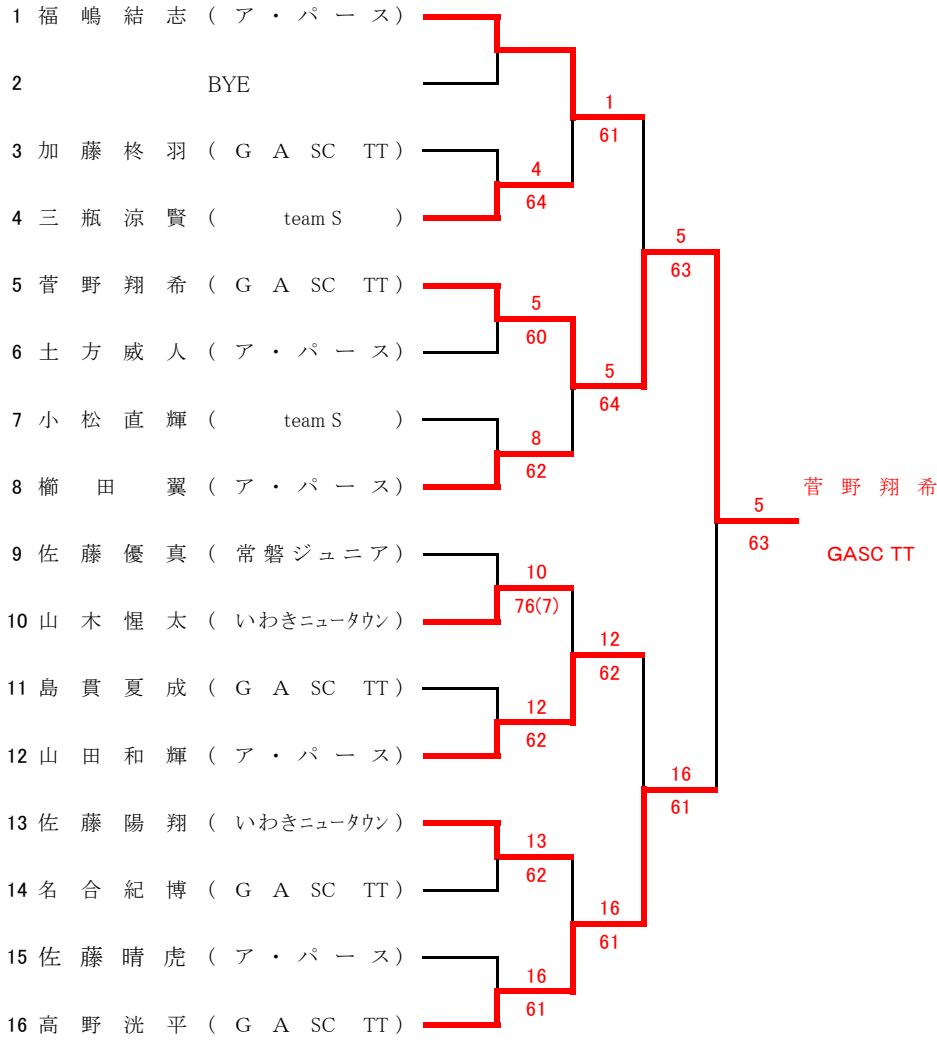 1 福嶋結志 (ア・パース)
2 BYE
1
61
3 加藤柊羽 (GASC TT)
4
64
4 三瓶涼賢 (team S)
5
63
5 菅野翔希 (GASC TT)
5
60
6 土方威人 (ア・パース)
5
64
7 小松直輝 (team S)
8
62
8 櫛田翼 (ア・パース)
菅野翔希
5
63
GASC TT
9 佐藤優真 (常磐ジュニア)
10
76(7)
10 山木惺太 (いわきニュータウン)
12
62
11 島貫夏成 (GASC TT)
12
62
12 山田和輝 (ア・パース)
16
61
13 佐藤陽翔 (いわきニュータウン)
13
62
14 名合紀博 (GASC TT)
16
61
15 佐藤晴虎 (ア・パース)
16
61
16 高野洸平 (GASC TT)